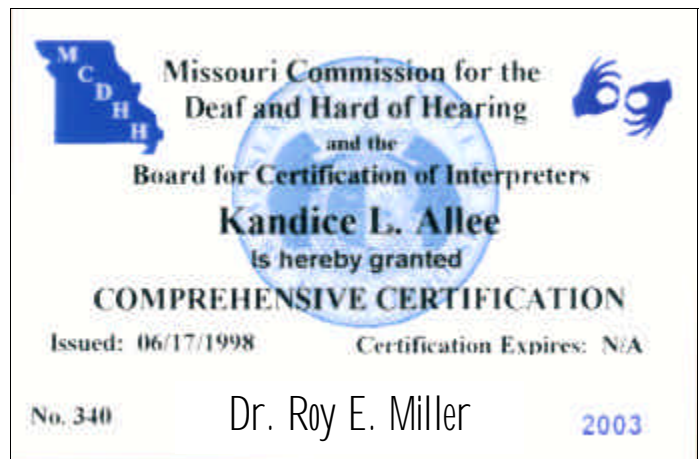 M
C
D
H
H
Missouri Commission for the
Deaf and Hard of Hearing
and the
Board for Certification of Interpreters
Kandice L. Allee
Is hereby granted
COMPREHENSIVE CERTIFICATION
Issued: 06/17/1998 Certification Expires: N/A
No. 340 Dr. Roy E. Miller 2003